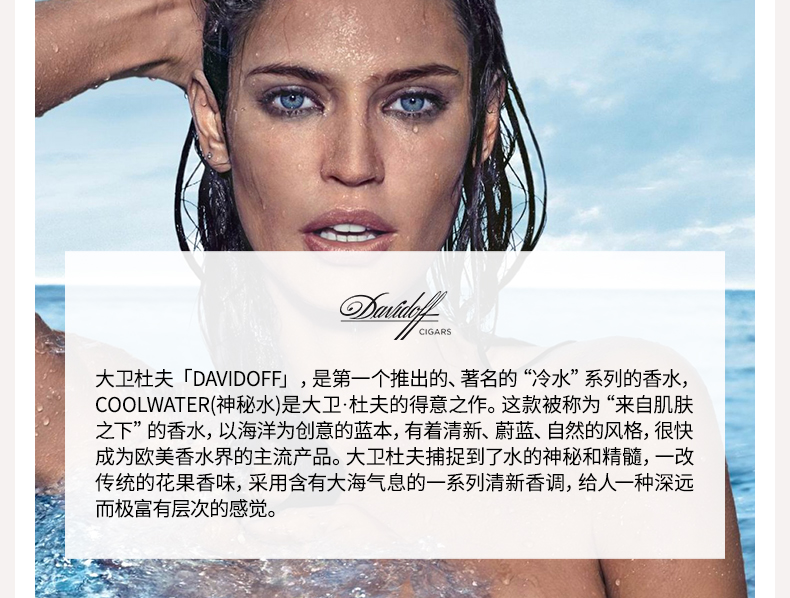 Davidoff
CIGARS
大卫杜夫「DAVIDOFF」，是第一个推出的、著名的“冷水”系列的香水，
COOLWATER(神秘水)是大卫·杜夫的得意之作。这款被称为“来自肌肤
之下”的香水，以海洋为创意的蓝本，有着清新、蔚蓝、自然的风格，很快
成为欧美香水界的主流产品。大卫杜夫捕捉到了水的神秘和精髓，一改
传统的花果香味，采用含有大海气息的一系列清新香调，给人一种深远
而极富有层次的感觉。